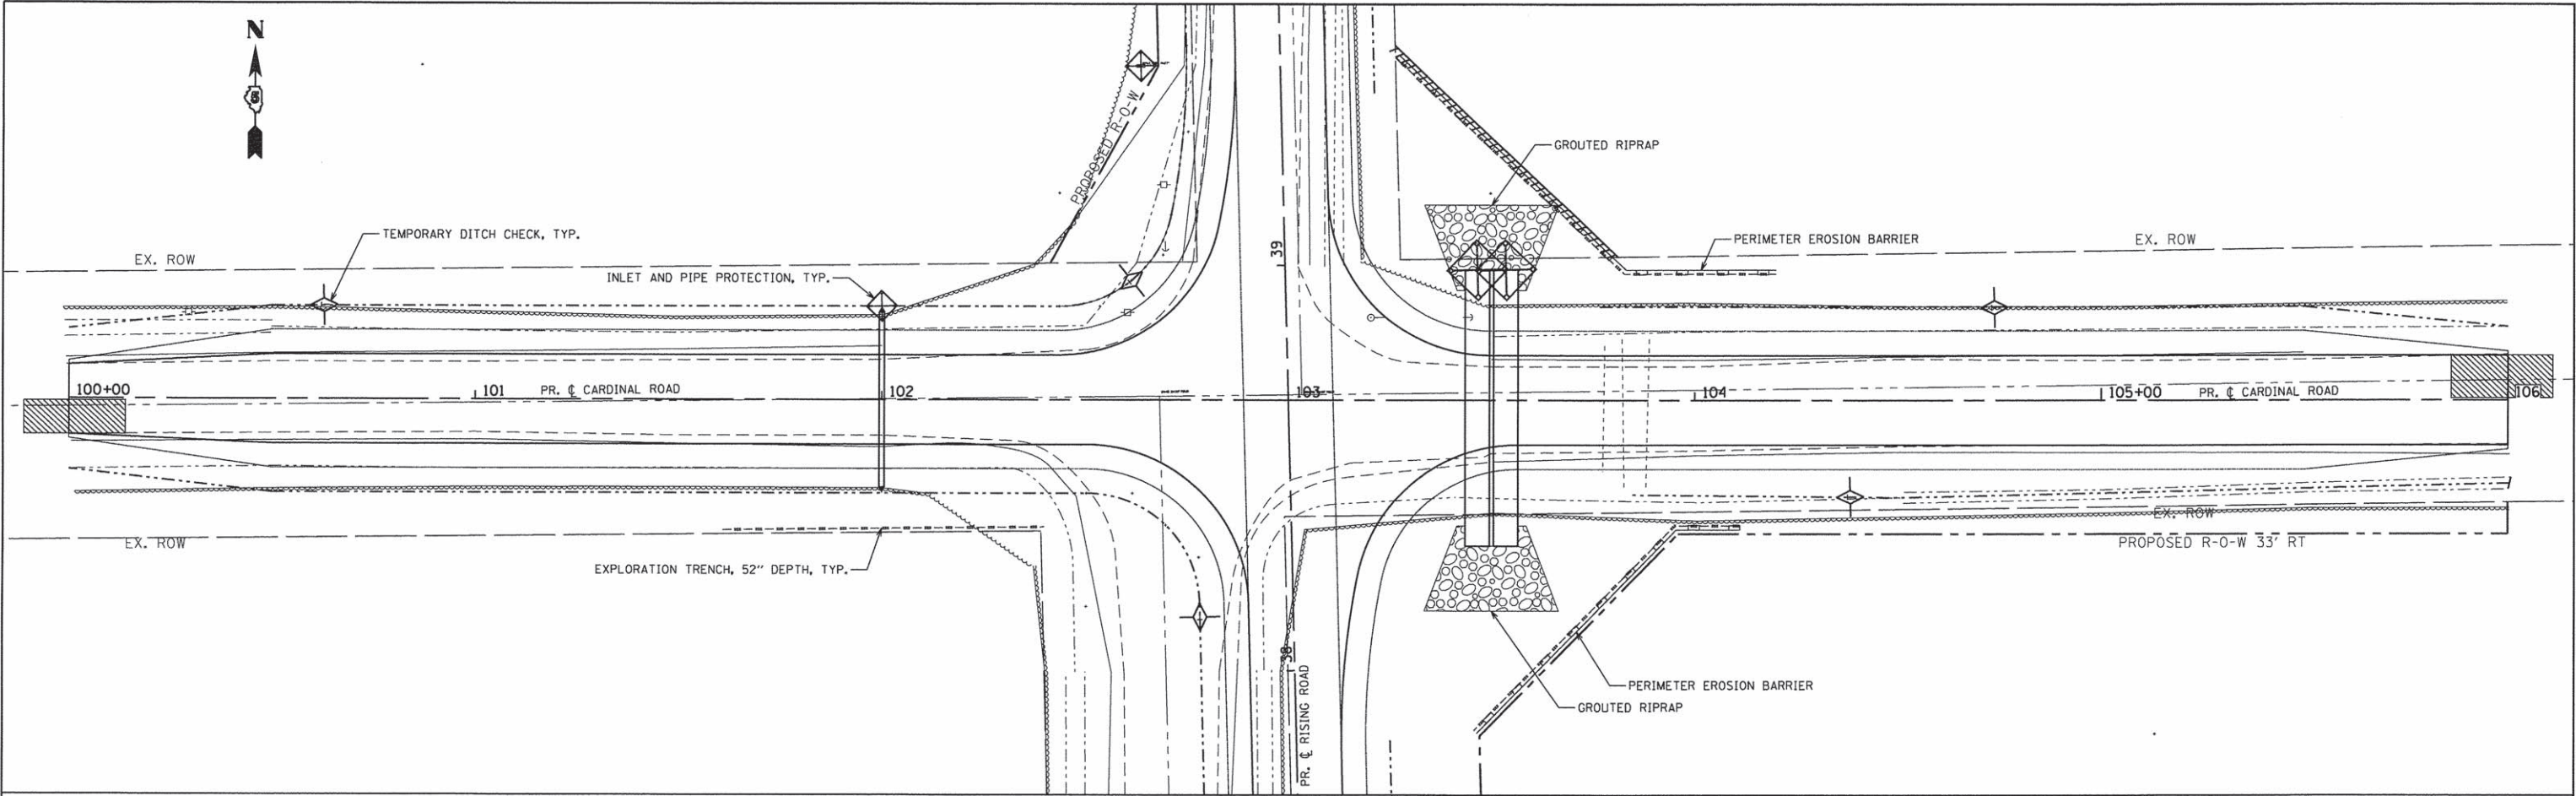 N
5
PROPOSED R-O-W
GROUTED RIPRAP
TEMPORARY DITCH CHECK, TYP.
PERIMETER EROSION BARRIER
EX. ROW
EX. ROW
INLET AND PIPE PROTECTION, TYP.
39
100+00
101
PR. ℄ CARDINAL ROAD
102
103
104
105+00
PR. ℄ CARDINAL ROAD
106
EX. ROW
EX. ROW
PROPOSED R-O-W 33' RT
EXPLORATION TRENCH, 52" DEPTH, TYP.
38
PR. ℄ RISING ROAD
PERIMETER EROSION BARRIER
GROUTED RIPRAP